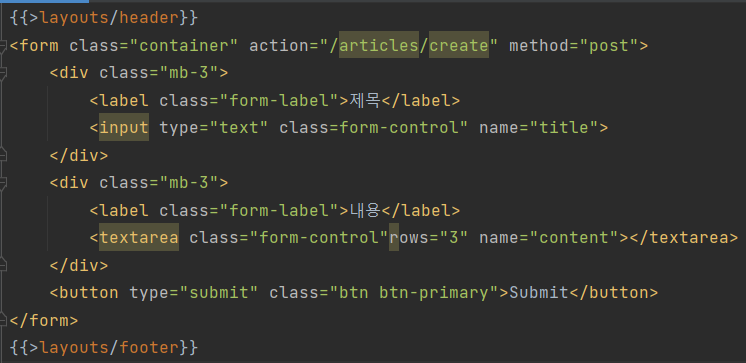 {{>layouts/header}}
<form class="container" action="/articles/create" method="post">
    <div class="mb-3">
        <label class="form-label">제목</label>
        <input type="text" class=form-control" name="title">
    </div>
    <div class="mb-3">
        <label class="form-label">내용</label>
        <textarea class="form-control"rows="3" name="content"></textarea>
    </div>
    <button type="submit" class="btn btn-primary">Submit</button>
</form>
{{>layouts/footer}}